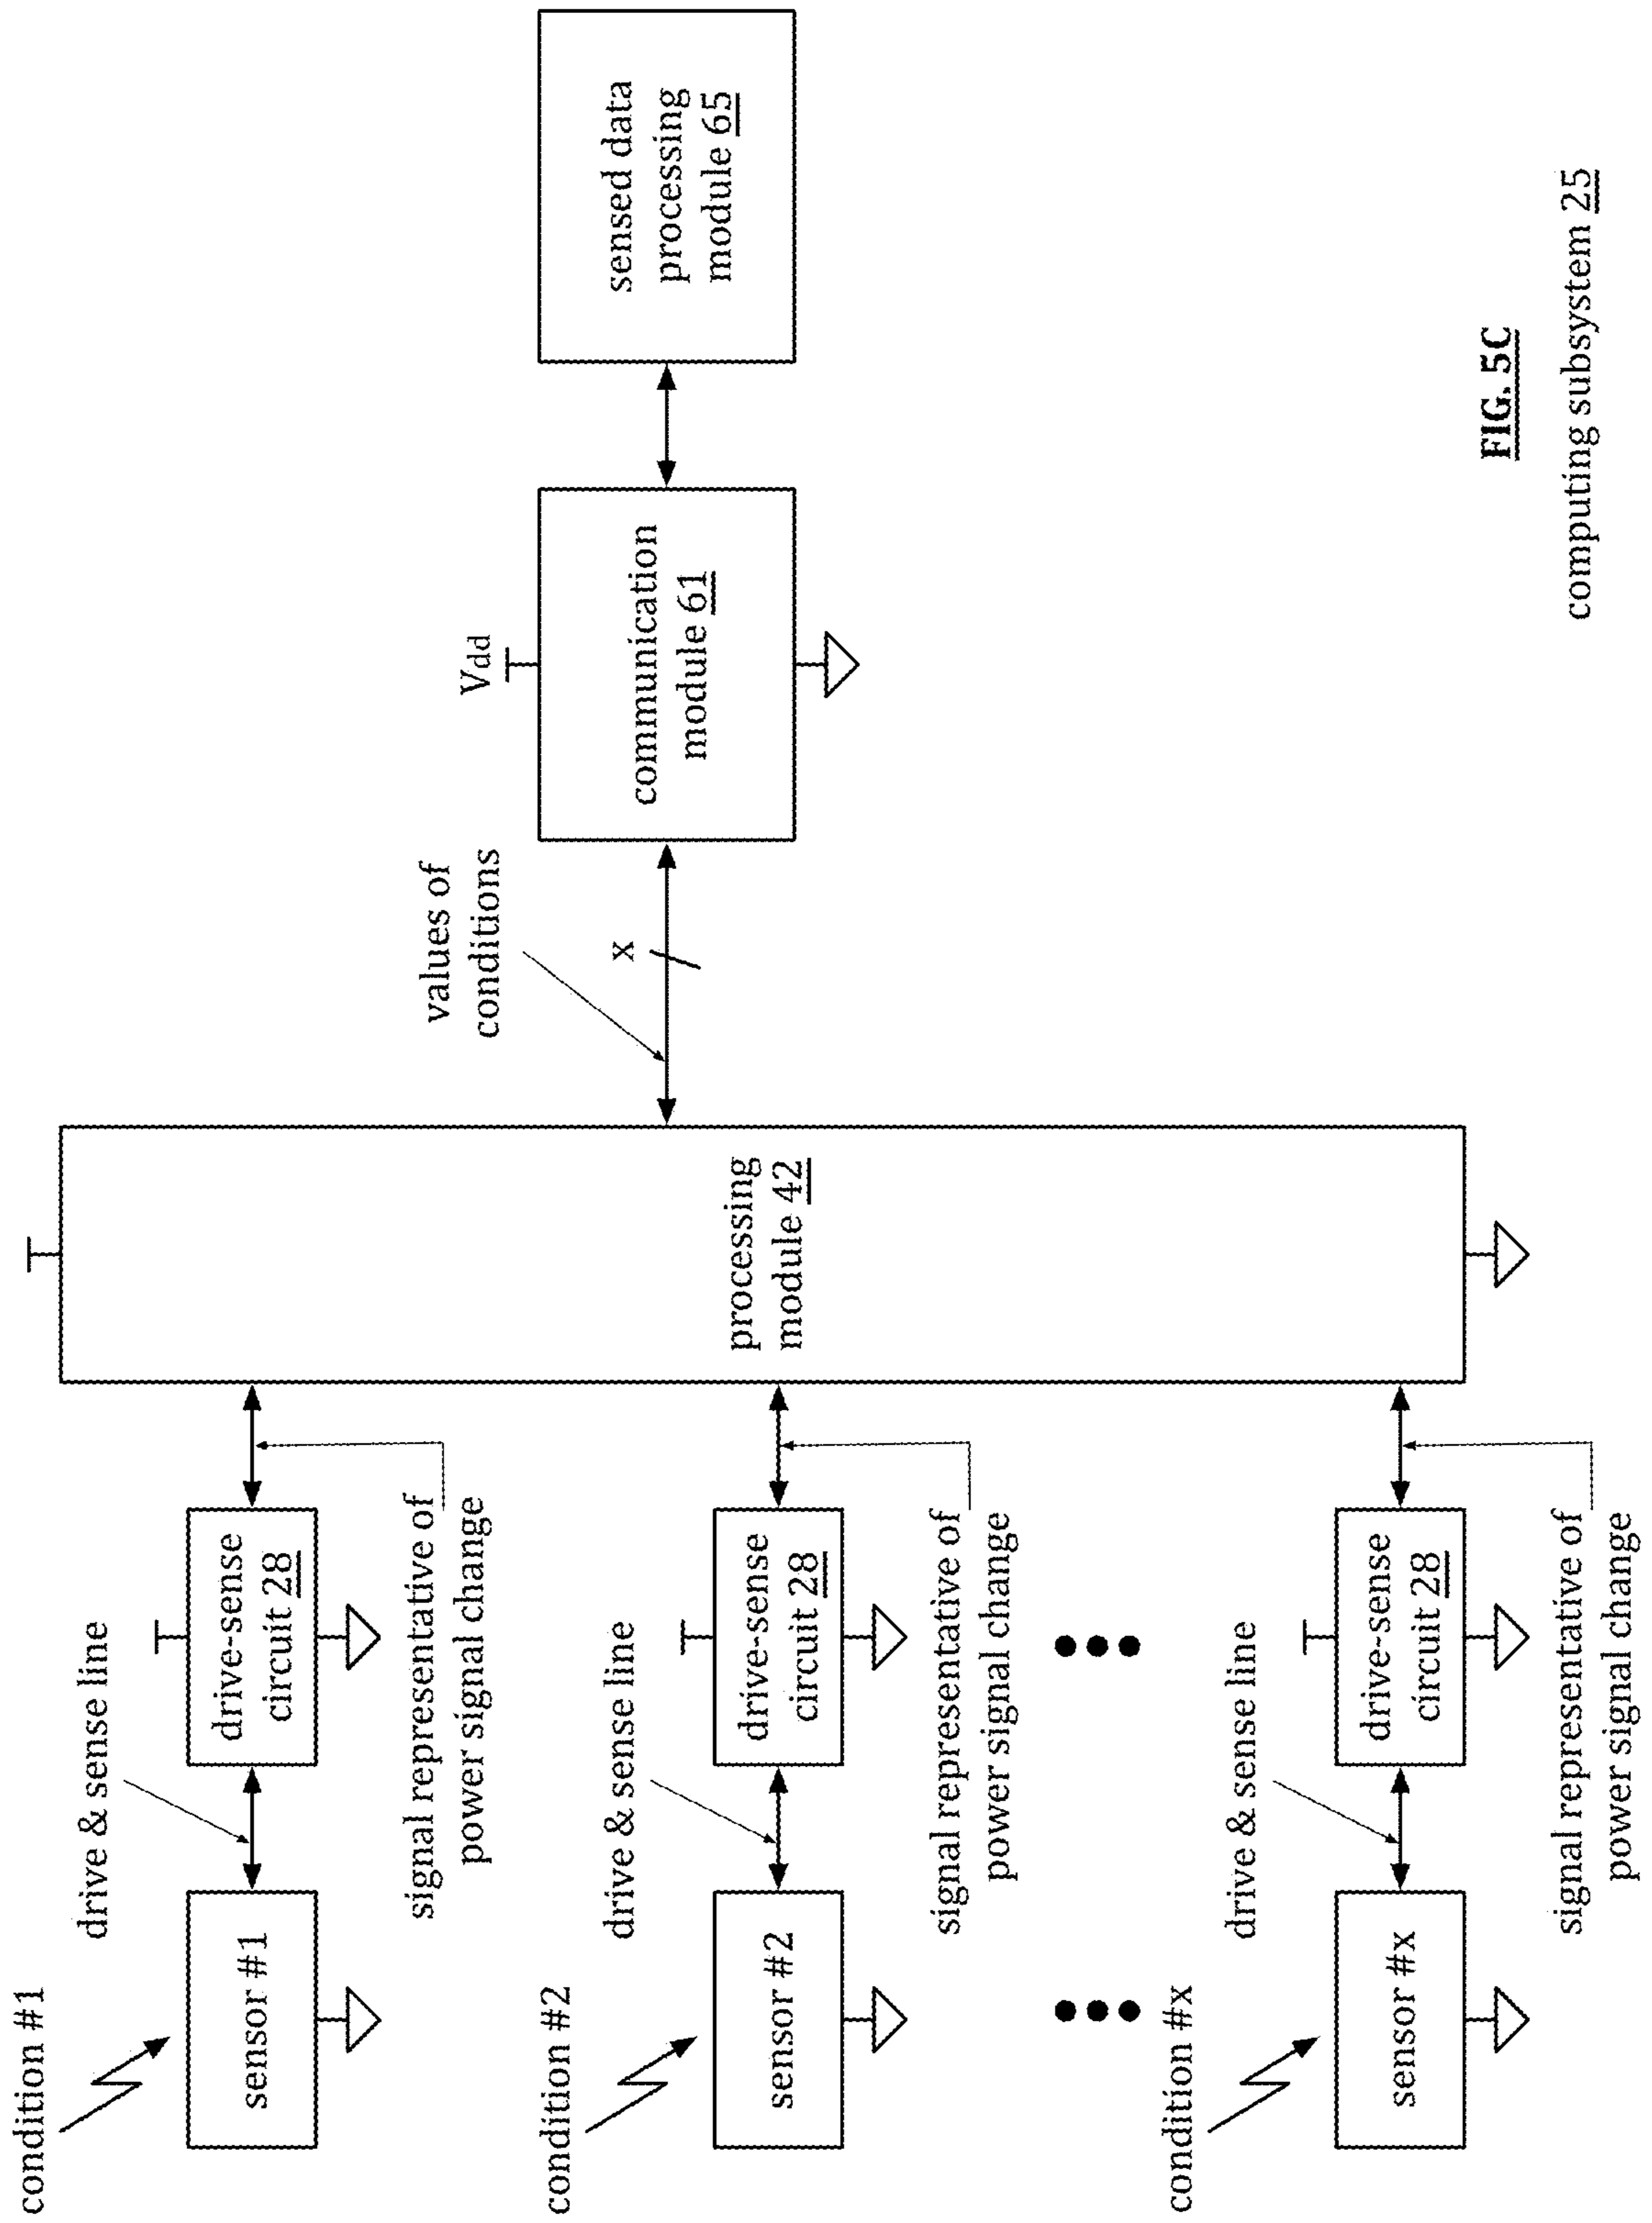 condition #1
drive & sense line
sensor #1
drive-sense
circuit 28
signal representative of
power signal change
condition #2
drive & sense line
sensor #2
drive-sense
circuit 28
signal representative of
power signal change
condition #x
drive & sense line
sensor #x
drive-sense
circuit 28
signal representative of
power signal change
processing
module 42
values of
conditions
x
Vdd
communication
module 61
sensed data
processing
module 65
FIG. 5C
computing subsystem 25